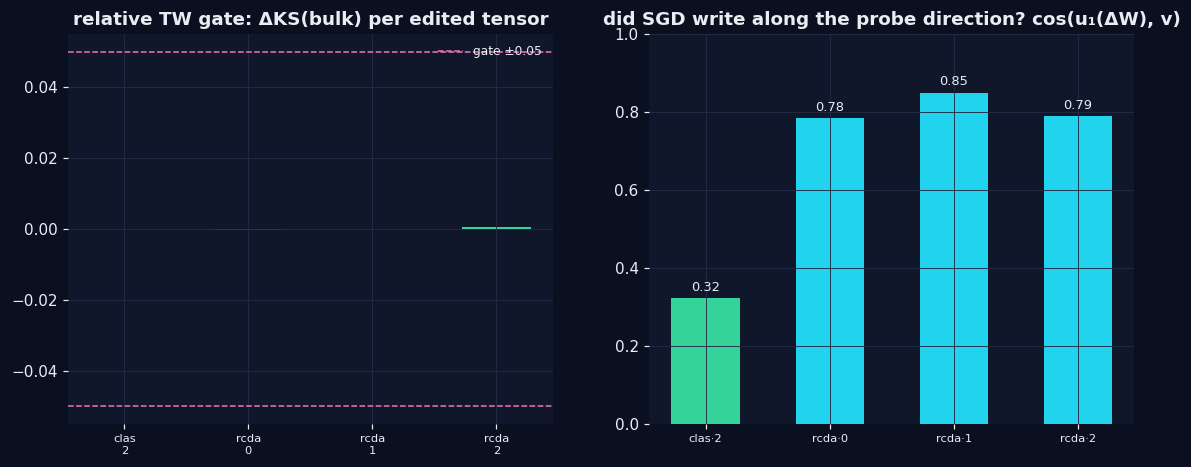 relative TW gate: ΔKS(bulk) per edited tensor
gate ±0.05
0.04
0.02
0.00
−0.02
−0.04
clas
2
rcda
0
rcda
1
rcda
2
did SGD write along the probe direction? cos(u₁(ΔW), v)
1.0
0.8
0.6
0.4
0.2
0.0
0.32
0.78
0.85
0.79
clas·2
rcda·0
rcda·1
rcda·2